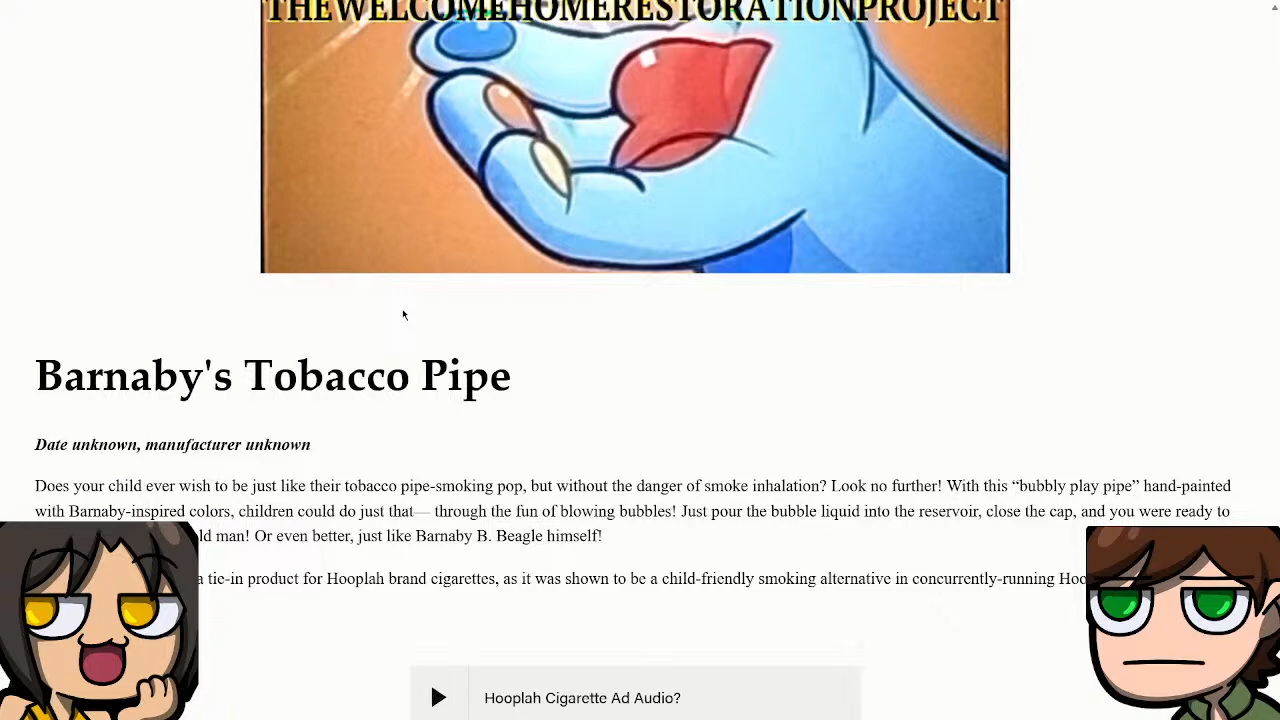 THEWELCOMEHOMERESTORATIONPROJECT
Barnaby's Tobacco Pipe
Date unknown, manufacturer unknown
Does your child ever wish to be just like their tobacco pipe-smoking pop, but without the danger of smoke inhalation? Look no further! With this “bubbly play pipe” hand-painted
with Barnaby-inspired colors, children could do just that— through the fun of blowing bubbles! Just pour the bubble liquid into the reservoir, close the cap, and you were ready to
man! Or even better, just like Barnaby B. Beagle himself!
a tie-in product for Hooplah brand cigarettes, as it was shown to be a child-friendly smoking alternative in concurrently-running
Hooplah Cigarette Ad Audio?